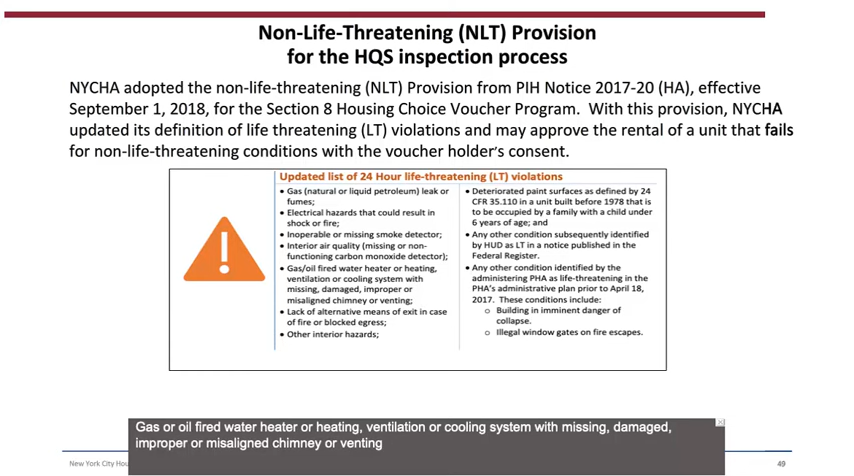 Non-Life-Threatening (NLT) Provision
for the HQS inspection process
NYCHA adopted the non-life-threatening (NLT) Provision from PIH Notice 2017-20 (HA), effective
September 1, 2018, for the Section 8 Housing Choice Voucher Program. With this provision, NYCHA
updated its definition of life threatening (LT) violations and may approve the rental of a unit that fails
for non-life-threatening conditions with the voucher holder's consent.
Updated list of 24 Hour life-threatening (LT) violations
• Gas (natural or liquid petroleum) leak or
fumes;
• Electrical hazards that could result in
shock or fire;
• Inoperable or missing smoke detector;
• Interior air quality (missing or non-
functioning carbon monoxide detector);
• Gas/oil fired water heater or heating,
ventilation or cooling system with
missing, damaged, improper or
misaligned chimney or venting;
• Lack of alternative means of exit in case
of fire or blocked egress;
• Other interior hazards;
• Deteriorated paint surfaces as defined by 24
CFR 35.110 in a unit built before 1978 that is
to be occupied by a family with a child under
6 years of age; and
• Any other condition subsequently identified
by HUD as LT in a notice published in the
Federal Register.
• Any other condition identified by the
administering PHA as life-threatening in the
PHA's administrative plan prior to April 18,
2017. These conditions include:
o Building in imminent danger of
collapse.
o Illegal window gates on fire escapes.
Gas or oil fired water heater or heating, ventilation or cooling system with missing, damaged,
improper or misaligned chimney or venting
New York City Hou
49